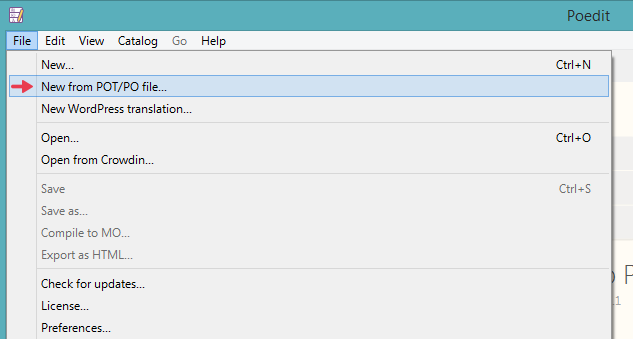 Poedit
File Edit View Catalog Go Help
New... Ctrl+N
New from POT/PO file...
New WordPress translation...
Open... Ctrl+O
Open from Crowdin...
Save Ctrl+S
Save as...
Compile to MO...
Export as HTML...
Check for updates...
License...
Preferences...